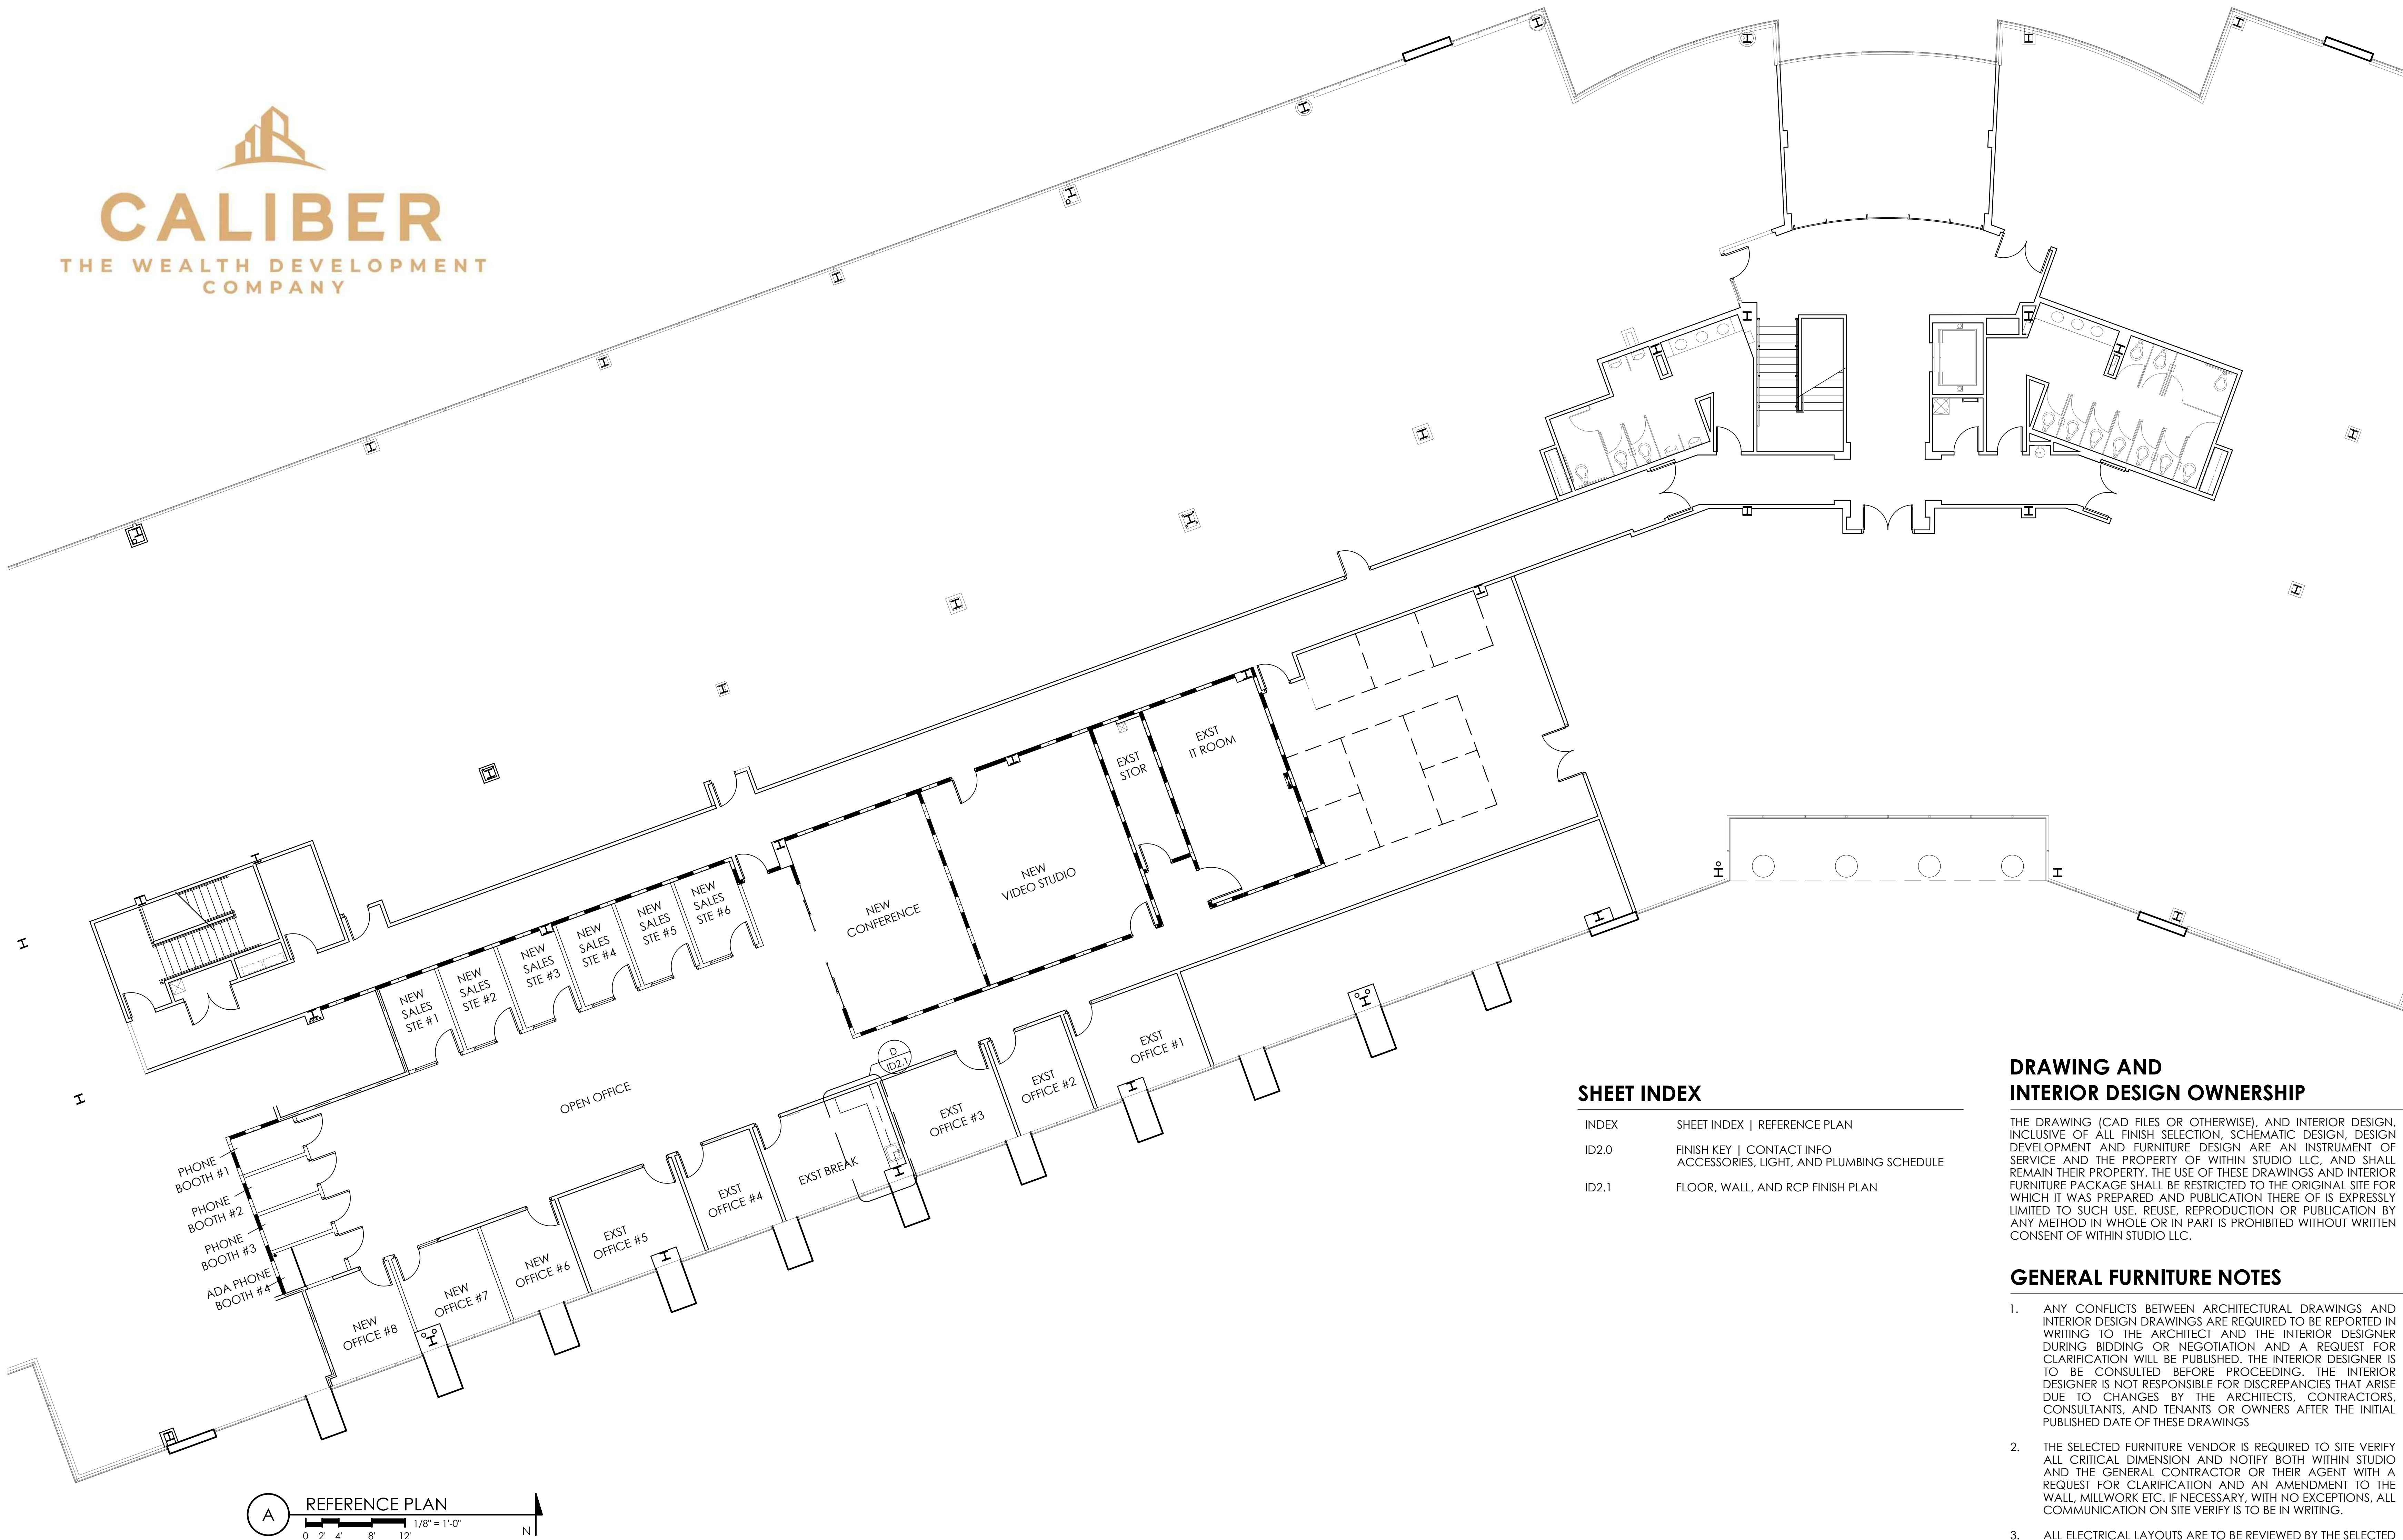 CALIBER
THE WEALTH DEVELOPMENT
COMPANY
NEW
SALES
STE #1
NEW
SALES
STE #2
NEW
SALES
STE #3
NEW
SALES
STE #4
NEW
SALES
STE #5
NEW
SALES
STE #6
NEW
CONFERENCE
NEW
VIDEO STUDIO
EXST
STOR
EXST
IT ROOM
OPEN OFFICE
D
ID2.1
EXST
OFFICE #1
EXST
OFFICE #2
EXST
OFFICE #3
EXST BREAK
EXST
OFFICE #4
EXST
OFFICE #5
NEW
OFFICE #6
NEW
OFFICE #7
NEW
OFFICE #8
PHONE
BOOTH #1
PHONE
BOOTH #2
PHONE
BOOTH #3
ADA PHONE
BOOTH #4
A
REFERENCE PLAN
1/8" = 1'-0"
0 2' 4' 8' 12'
N
SHEET INDEX
INDEX SHEET INDEX | REFERENCE PLAN
ID2.0 FINISH KEY | CONTACT INFO
ACCESSORIES, LIGHT, AND PLUMBING SCHEDULE
ID2.1 FLOOR, WALL, AND RCP FINISH PLAN
DRAWING AND
INTERIOR DESIGN OWNERSHIP
THE DRAWING (CAD FILES OR OTHERWISE), AND INTERIOR DESIGN,
INCLUSIVE OF ALL FINISH SELECTION, SCHEMATIC DESIGN, DESIGN
DEVELOPMENT AND FURNITURE DESIGN ARE AN INSTRUMENT OF
SERVICE AND THE PROPERTY OF WITHIN STUDIO LLC, AND SHALL
REMAIN THEIR PROPERTY. THE USE OF THESE DRAWINGS AND INTERIOR
FURNITURE PACKAGE SHALL BE RESTRICTED TO THE ORIGINAL SITE FOR
WHICH IT WAS PREPARED AND PUBLICATION THERE OF IS EXPRESSLY
LIMITED TO SUCH USE. REUSE, REPRODUCTION OR PUBLICATION BY
ANY METHOD IN WHOLE OR IN PART IS PROHIBITED WITHOUT WRITTEN
CONSENT OF WITHIN STUDIO LLC.
GENERAL FURNITURE NOTES
1. ANY CONFLICTS BETWEEN ARCHITECTURAL DRAWINGS AND
INTERIOR DESIGN DRAWINGS ARE REQUIRED TO BE REPORTED IN
WRITING TO THE ARCHITECT AND THE INTERIOR DESIGNER
DURING BIDDING OR NEGOTIATION AND A REQUEST FOR
CLARIFICATION WILL BE PUBLISHED. THE INTERIOR DESIGNER IS
TO BE CONSULTED BEFORE PROCEEDING. THE INTERIOR
DESIGNER IS NOT RESPONSIBLE FOR DISCREPANCIES THAT ARISE
DUE TO CHANGES BY THE ARCHITECTS, CONTRACTORS,
CONSULTANTS, AND TENANTS OR OWNERS AFTER THE INITIAL
PUBLISHED DATE OF THESE DRAWINGS
2. THE SELECTED FURNITURE VENDOR IS REQUIRED TO SITE VERIFY
ALL CRITICAL DIMENSION AND NOTIFY BOTH WITHIN STUDIO
AND THE GENERAL CONTRACTOR OR THEIR AGENT WITH A
REQUEST FOR CLARIFICATION AND AN AMENDMENT TO THE
WALL, MILLWORK ETC. IF NECESSARY, WITH NO EXCEPTIONS, ALL
COMMUNICATION ON SITE VERIFY IS TO BE IN WRITING.
3. ALL ELECTRICAL LAYOUTS ARE TO BE REVIEWED BY THE SELECTED